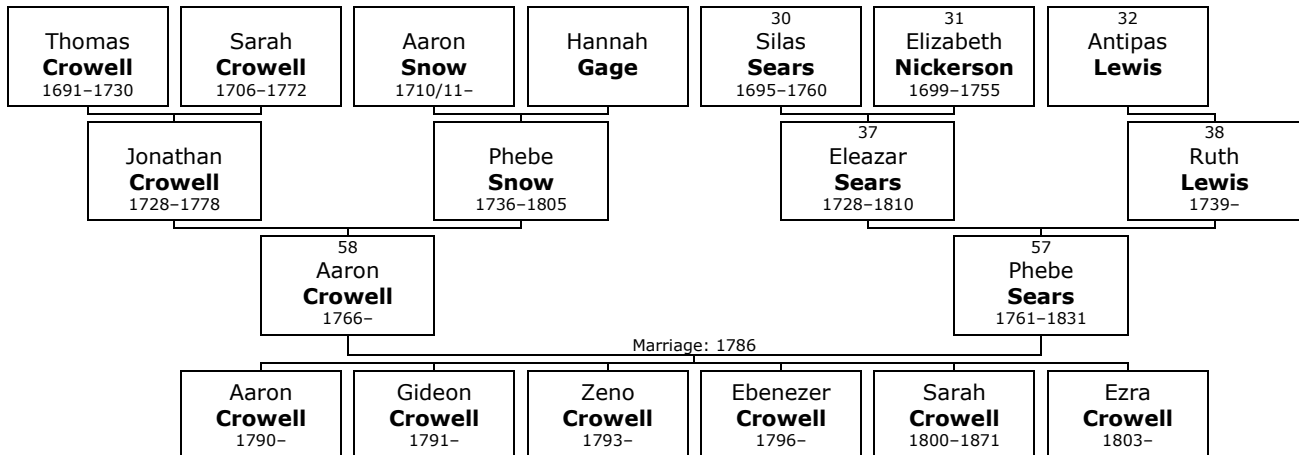 Thomas
Crowell
1691–1730
Sarah
Crowell
1706–1772
Aaron
Snow
1710/11–
Hannah
Gage
30
Silas
Sears
1695–1760
31
Elizabeth
Nickerson
1699–1755
32
Antipas
Lewis
Jonathan
Crowell
1728–1778
Phebe
Snow
1736–1805
37
Eleazar
Sears
1728–1810
38
Ruth
Lewis
1739–
58
Aaron
Crowell
1766–
57
Phebe
Sears
1761–1831
Marriage: 1786
Aaron
Crowell
1790–
Gideon
Crowell
1791–
Zeno
Crowell
1793–
Ebenezer
Crowell
1796–
Sarah
Crowell
1800–1871
Ezra
Crowell
1803–